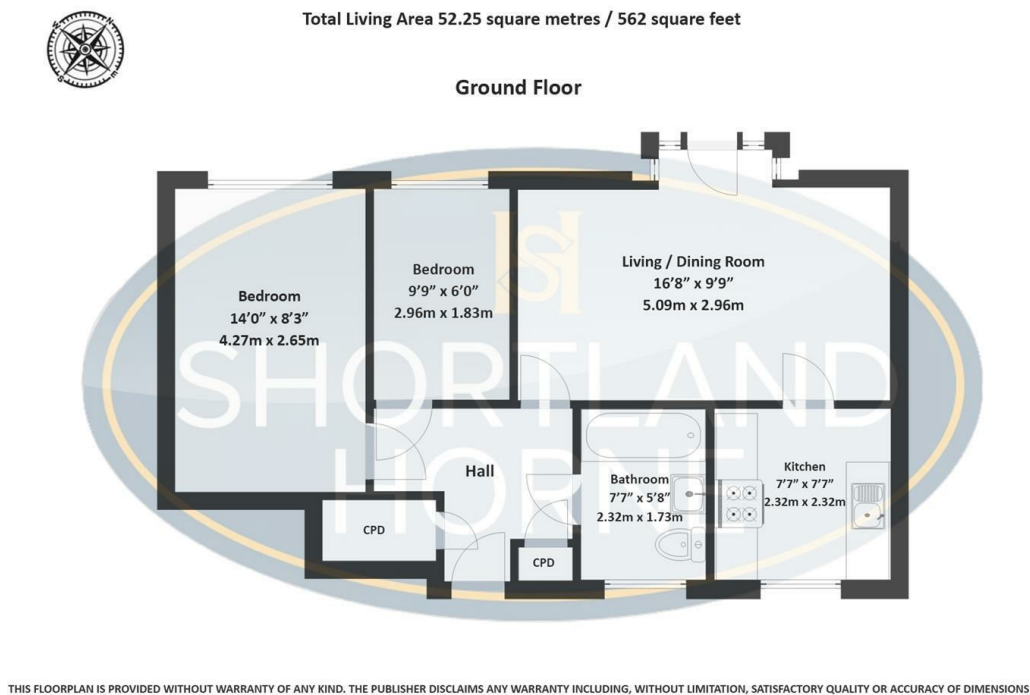 Total Living Area 52.25 square metres / 562 square feet
Ground Floor
N
E
S
Living / Dining Room
16'8” x 9'9”
5.09m x 2.96m
Bedroom
9'9” x 6'0”
2.96m x 1.83m
Bedroom
14'0” x 8'3”
4.27m x 2.65m
SHORTLAND
HORNE
Hall
Kitchen
7'7” x 7'7”
2.32m x 2.32m
Bathroom
7'7” x 5'8”
2.32m x 1.73m
CPD
CPD
THIS FLOORPLAN IS PROVIDED WITHOUT WARRANTY OF ANY KIND. THE PUBLISHER DISCLAIMS ANY WARRANTY INCLUDING, WITHOUT LIMITATION, SATISFACTORY QUALITY OR ACCURACY OF DIMENSIONS